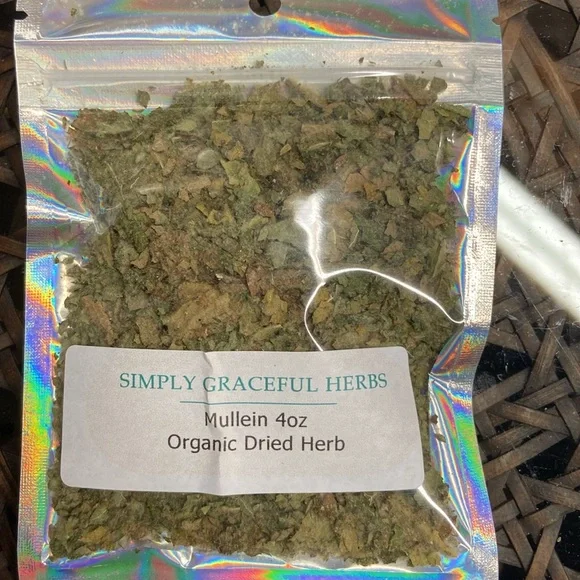 SIMPLY GRACEFUL HERBS
Mullein 4oz
Organic Dried Herb